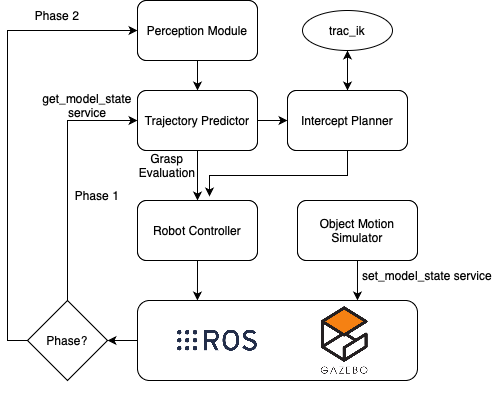 Phase 2
Perception Module
trac_ik
get_model_state
service
Trajectory Predictor
Intercept Planner
Grasp
Evaluation
Phase 1
Robot Controller
Object Motion
Simulator
set_model_state service
Phase?
ROS
GAZEBO